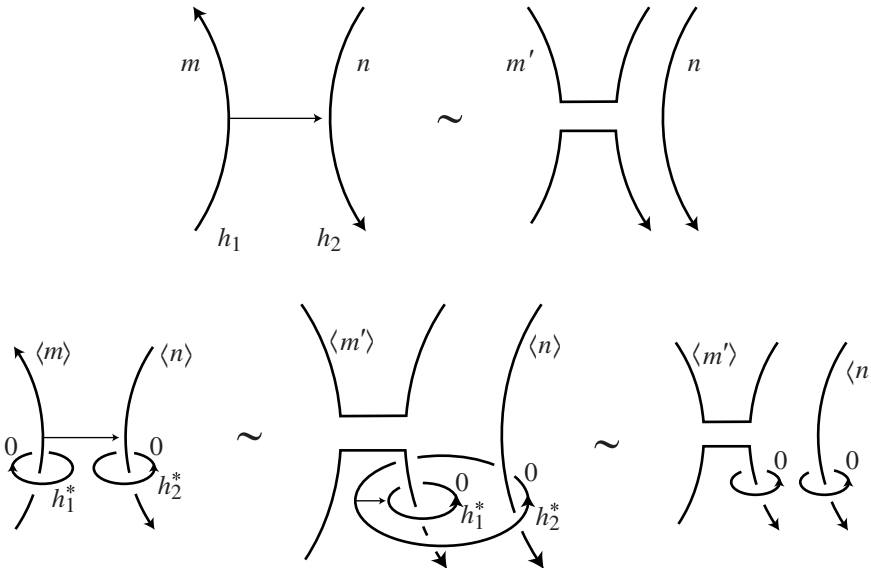 m n ~ m′ n
h₁ h₂
⟨m⟩ ⟨n⟩ ⟨m′⟩ ⟨n⟩ ⟨m′⟩ ⟨n
0 0 ~ 0 0 ~ 0 0
h₁* h₂* h₁* h₂*